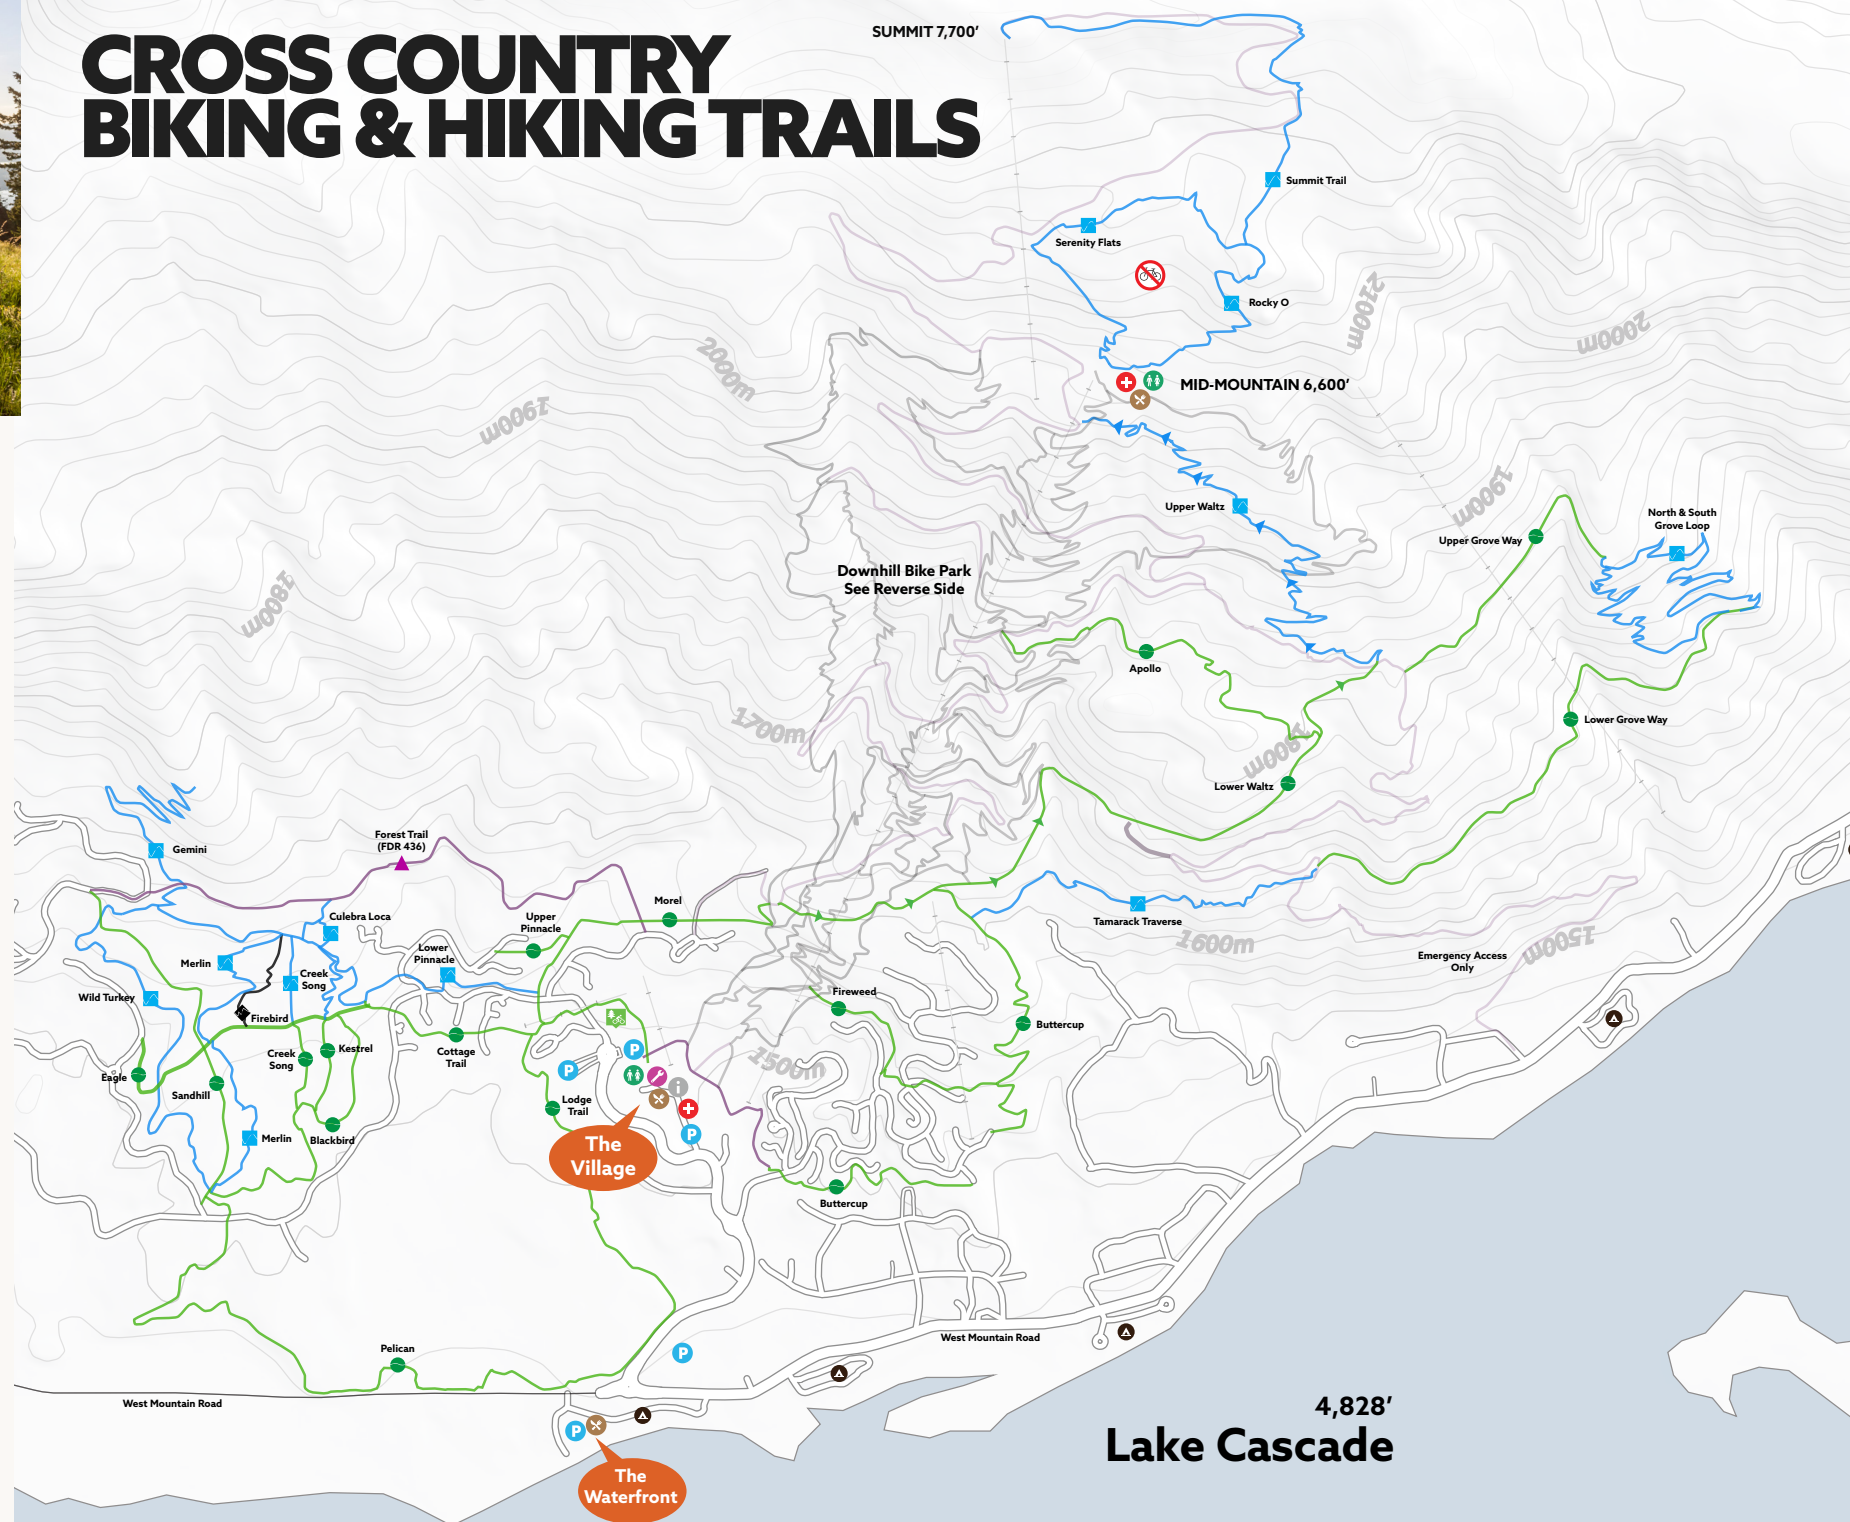 CROSS COUNTRY
BIKING & HIKING TRAILS
SUMMIT 7,700’
Summit Trail
Serenity Flats
Rocky O
2100m
2000m
2000m
MID-MOUNTAIN 6,600’
1900m
1900m
Upper Waltz
North & South
Grove Loop
Upper Grove Way
Downhill Bike Park
See Reverse Side
1800m
Apollo
1700m
Lower Grove Way
1800m
Lower Waltz
Forest Trail
(FDR 436)
Gemini
Morel
Culebra Loca
Upper
Pinnacle
Tamarack Traverse
1600m
1500m
Lower
Pinnacle
Merlin
Emergency Access
Only
Creek
Song
Wild Turkey
Fireweed
Firebird
Buttercup
Kestrel
Cottage
Trail
Creek
Song
1500m
P
P
Eagle
Sandhill
i
Lodge
Trail
P
Merlin
Blackbird
The
Village
Buttercup
West Mountain Road
Pelican
P
West Mountain Road
P
4,828’
Lake Cascade
The
Waterfront